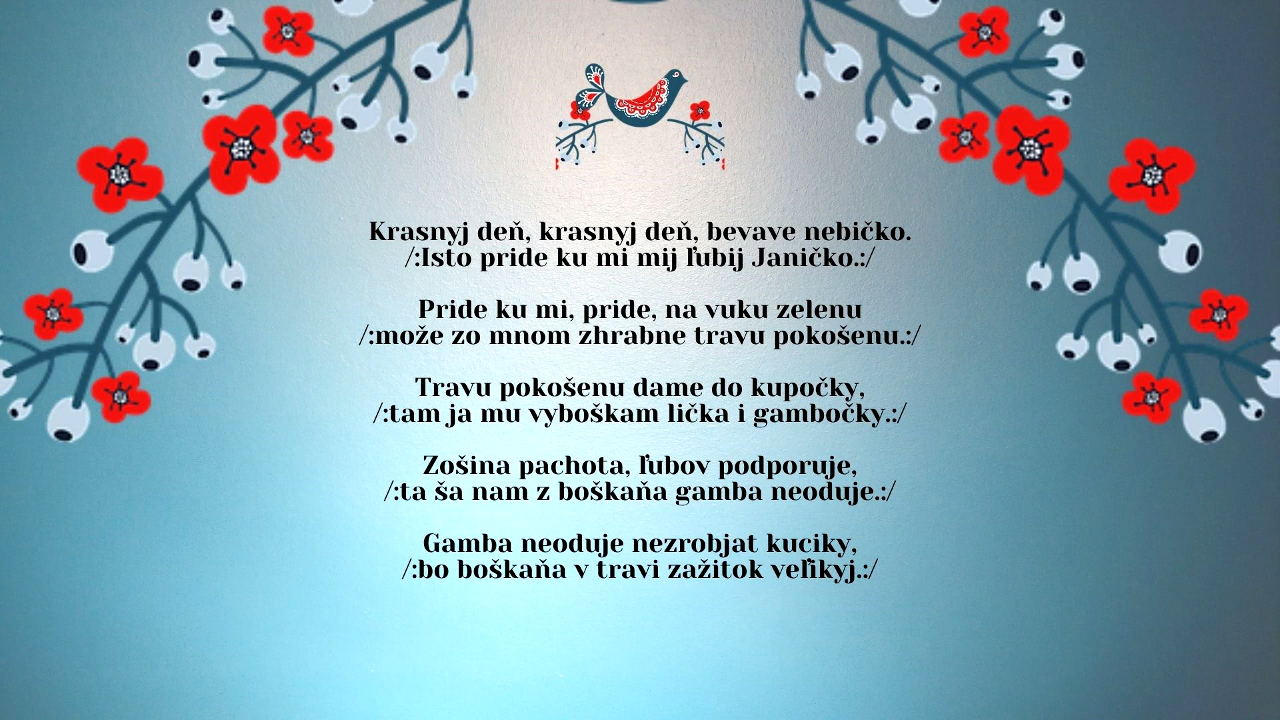 Krasnyj deň, krasnyj deň, bevave nebičko.
/:Isto pride ku mi mij ľubij Janičko.:/
Pride ku mi, pride, na vuku zelenu
/:može zo mnom zhrabne travu pokošenu.:/
Travu pokošenu dame do kupočky,
/:tam ja mu vyboškam lička i gambočky.:/
Zošina pachota, ľubov podporuje,
/:ta ša nam z boškaňa gamba neoduje.:/
Gamba neoduje nezrobjat kuciky,
/:bo boškaňa v travi zažitok veľikyj.:/